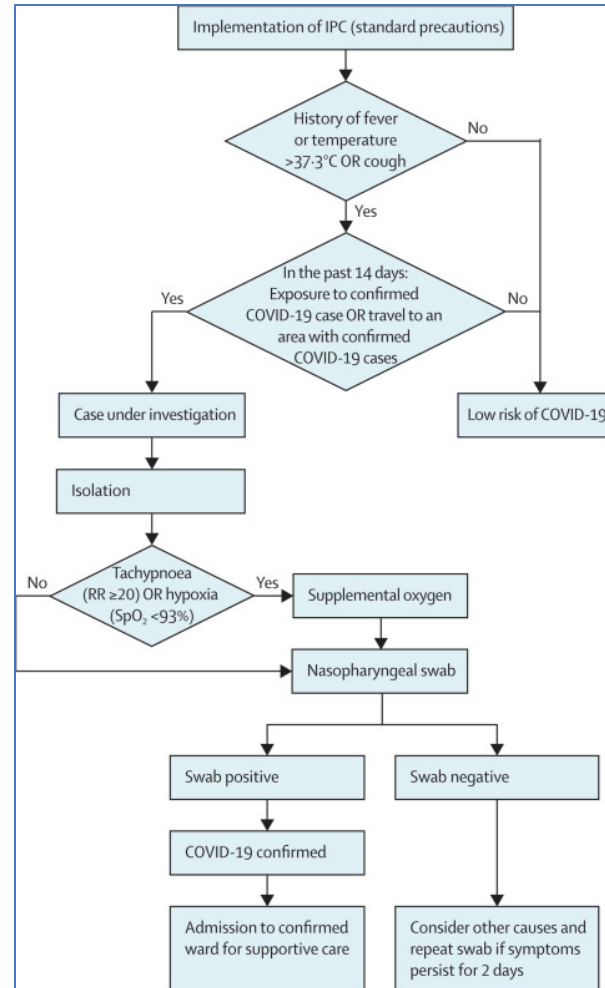 Implementation of IPC (standard precautions)
History of fever
or temperature
>37·3°C OR cough
No
Yes
In the past 14 days:
Exposure to confirmed
COVID-19 case OR travel to an
area with confirmed
COVID-19 cases
Yes
No
Case under investigation
Low risk of COVID-19
Isolation
Tachypnoea
(RR ≥20) OR hypoxia
(SpO₂ <93%)
No
Yes
Supplemental oxygen
Nasopharyngeal swab
Swab positive
Swab negative
COVID-19 confirmed
Admission to confirmed
ward for supportive care
Consider other causes and
repeat swab if symptoms
persist for 2 days